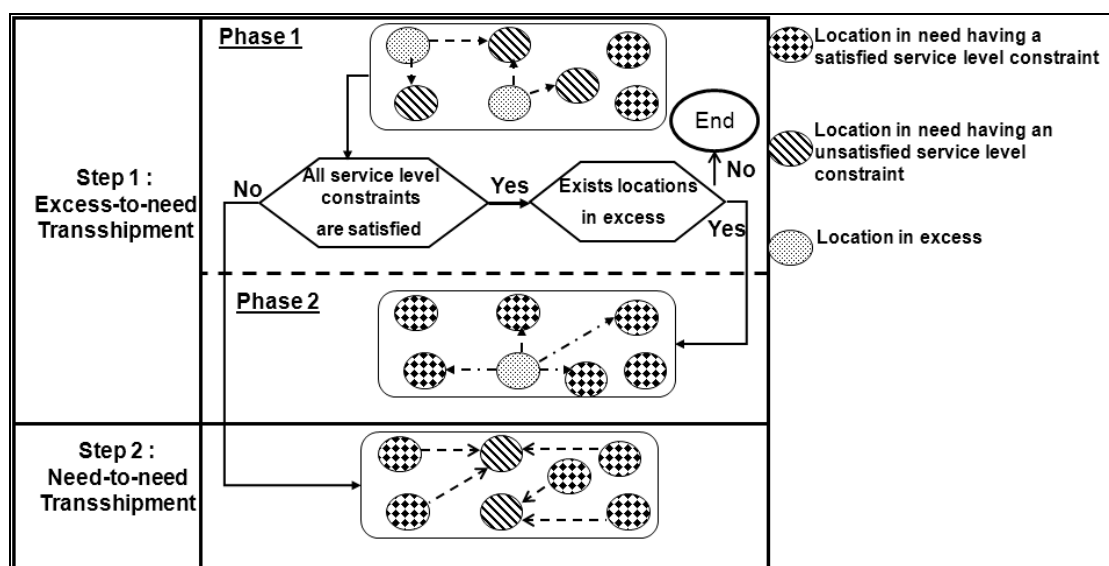 Step 1 :
Excess-to-need
Transshipment
Phase 1
No
All service level
constraints
are satisfied
Yes
Exists locations
in excess
End
No
Yes
Phase 2
Step 2 :
Need-to-need
Transshipment
Location in need having a
satisfied service level constraint
Location in need having an
unsatisfied service level
constraint
Location in excess